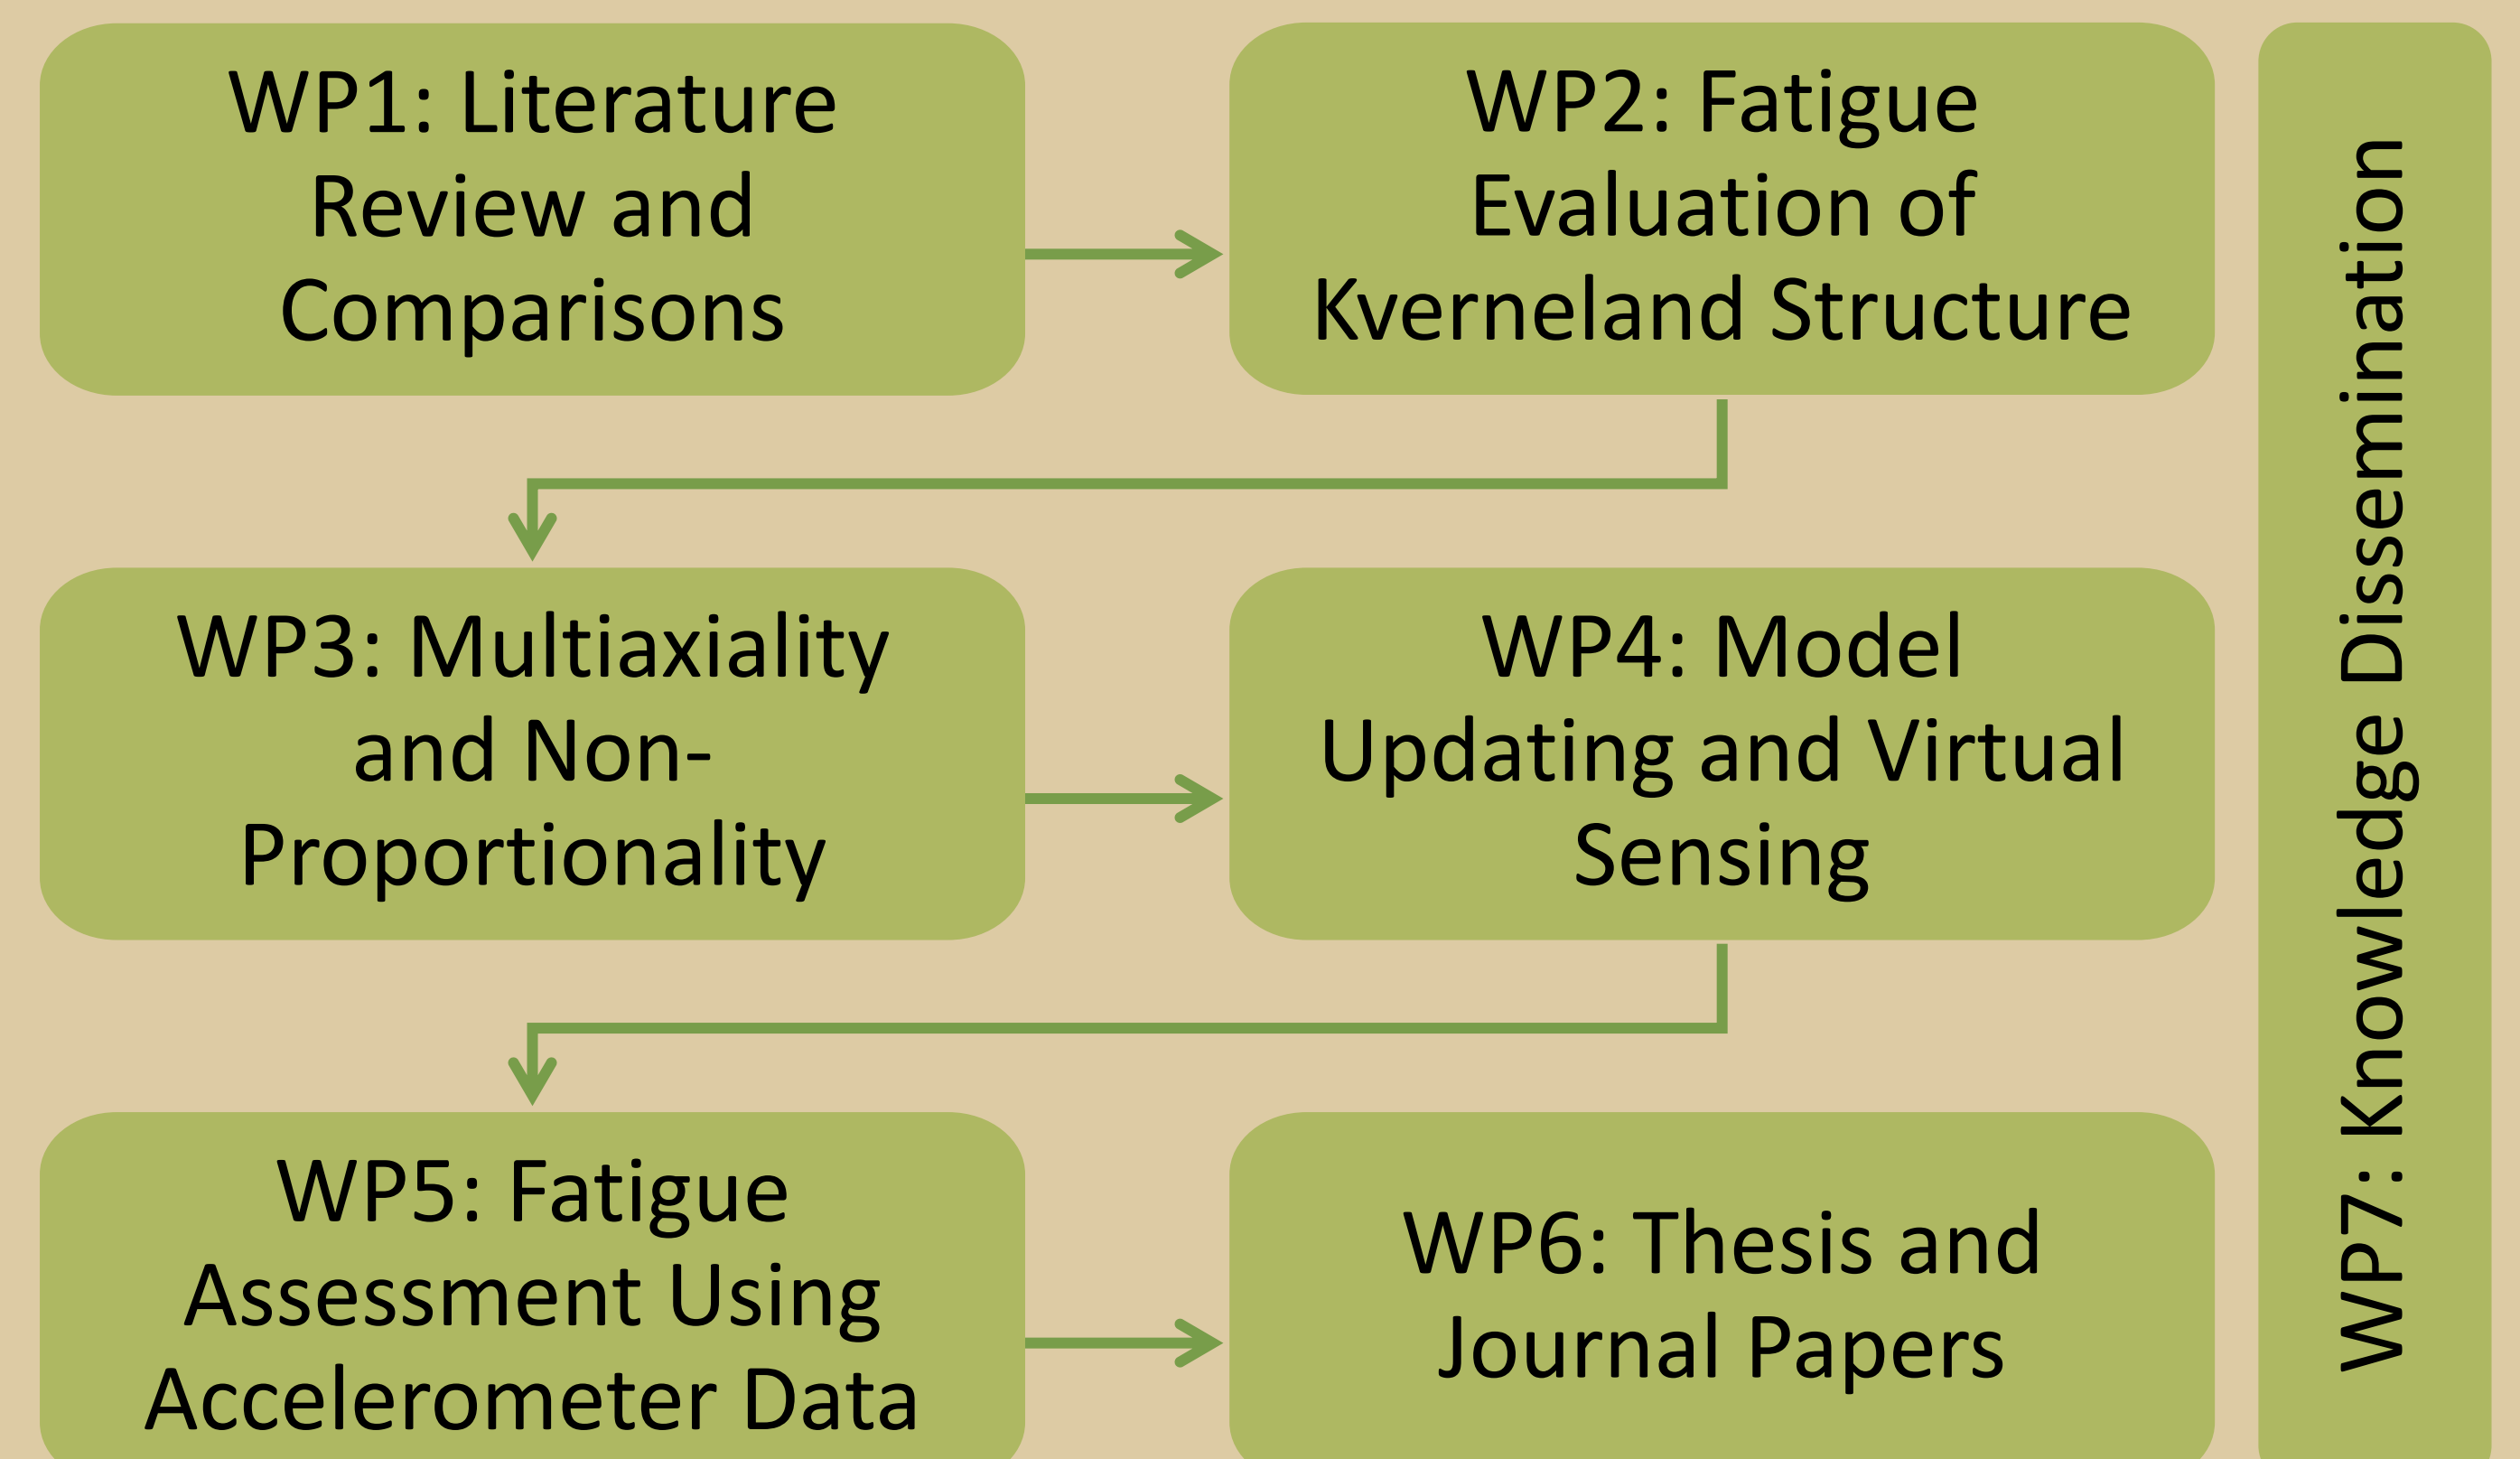 WP1: Literature
Review and
Comparisons
WP2: Fatigue
Evaluation of
Kverneland Structure
WP3: Multiaxiality
and Non-
Proportionality
WP4: Model
Updating and Virtual
Sensing
WP5: Fatigue
Assessment Using
Accelerometer Data
WP6: Thesis and
Journal Papers
WP7: Knowledge Dissemination